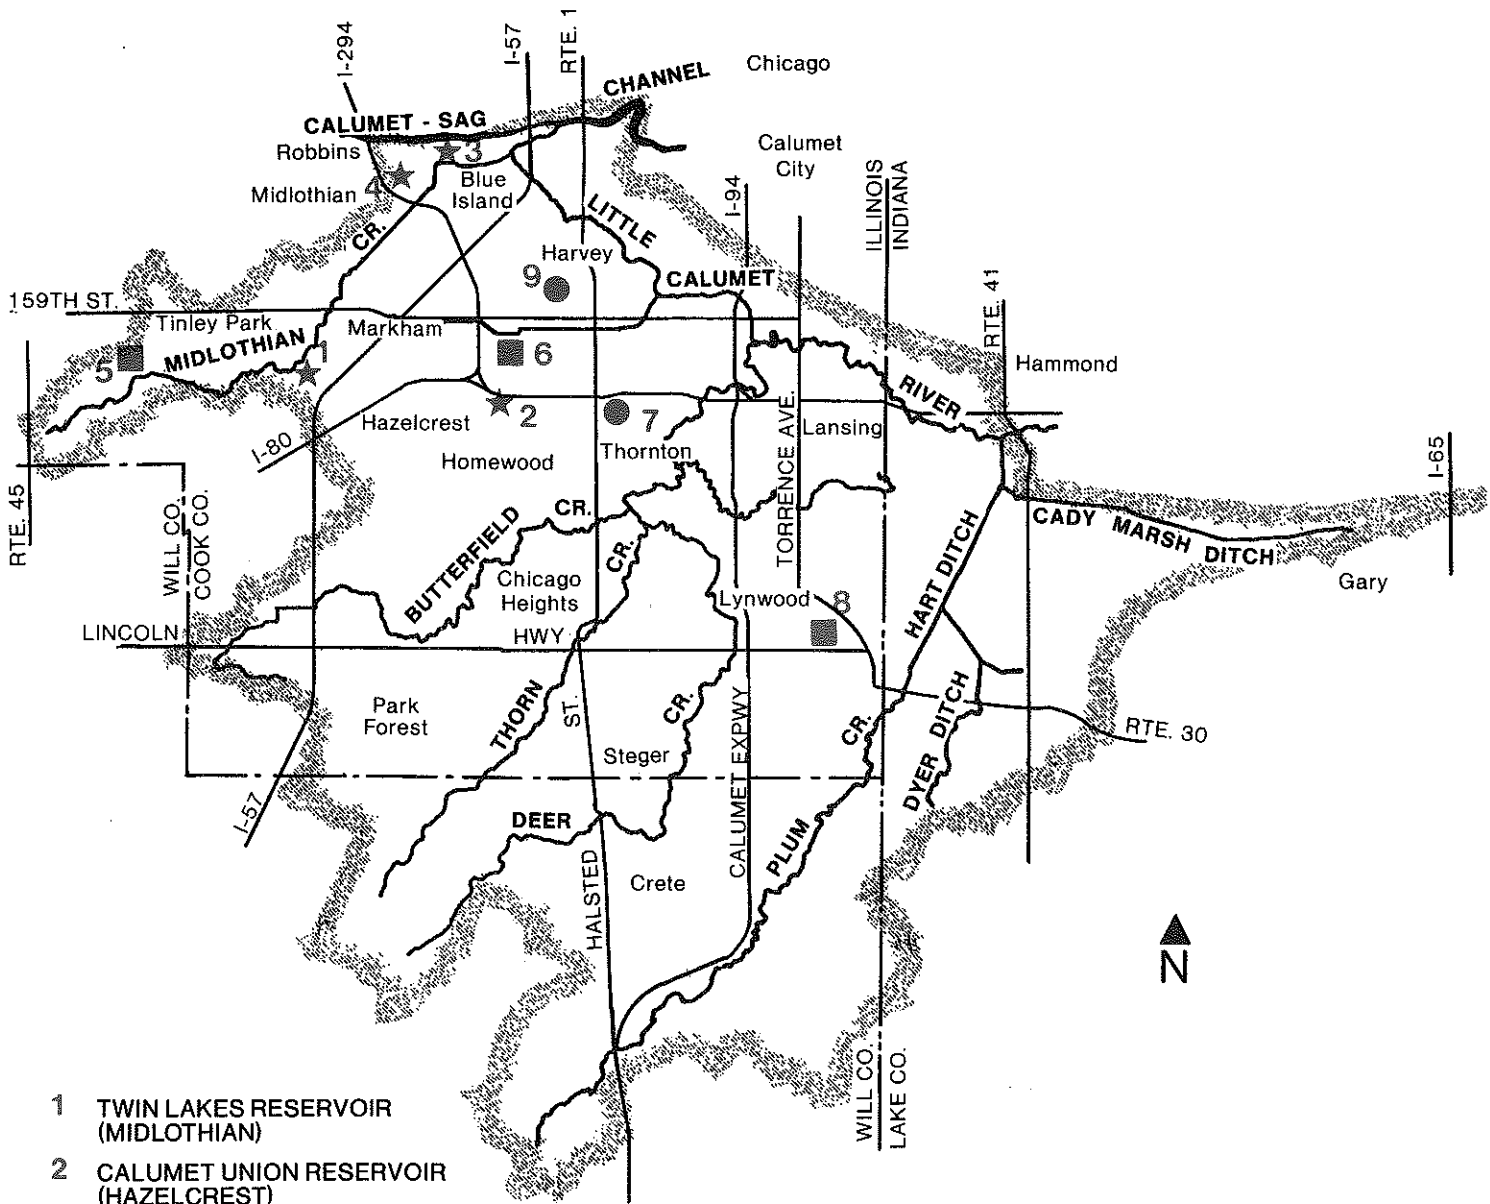 I-294
I-57
RTE. 1
CHANNEL
Chicago
CALUMET - SAG
Robbins
3
Calumet
City
4
Midlothian
Blue
Island
I-94
ILLINOIS
INDIANA
CR.
LITTLE
Harvey
9
CALUMET
RTE. 41
159TH ST.
Tinley Park
Markham
MIDLOTHIAN
1
5
6
Hammond
RIVER
Hazelcrest
2
7
TORRENCE AVE.
Lansing
I-80
Homewood
Thornton
I-65
RTE. 45
WILL CO.
COOK CO.
BUTTERFIELD
CR.
CR.
CADY MARSH DITCH
HART DITCH
Chicago
Heights
Gary
Lynwood
8
LINCOLN
HWY
Park
Forest
THORN
ST.
CR.
CALUMET EXPWY
CR.
DYER DITCH
RTE. 30
Steger
I-57
DEER
PLUM
HALSTED
Crete
N
WILL CO.
LAKE CO.
1 TWIN LAKES RESERVOIR
(MIDLOTHIAN)
2 CALUMET UNION RESERVOIR
(HAZELCREST)